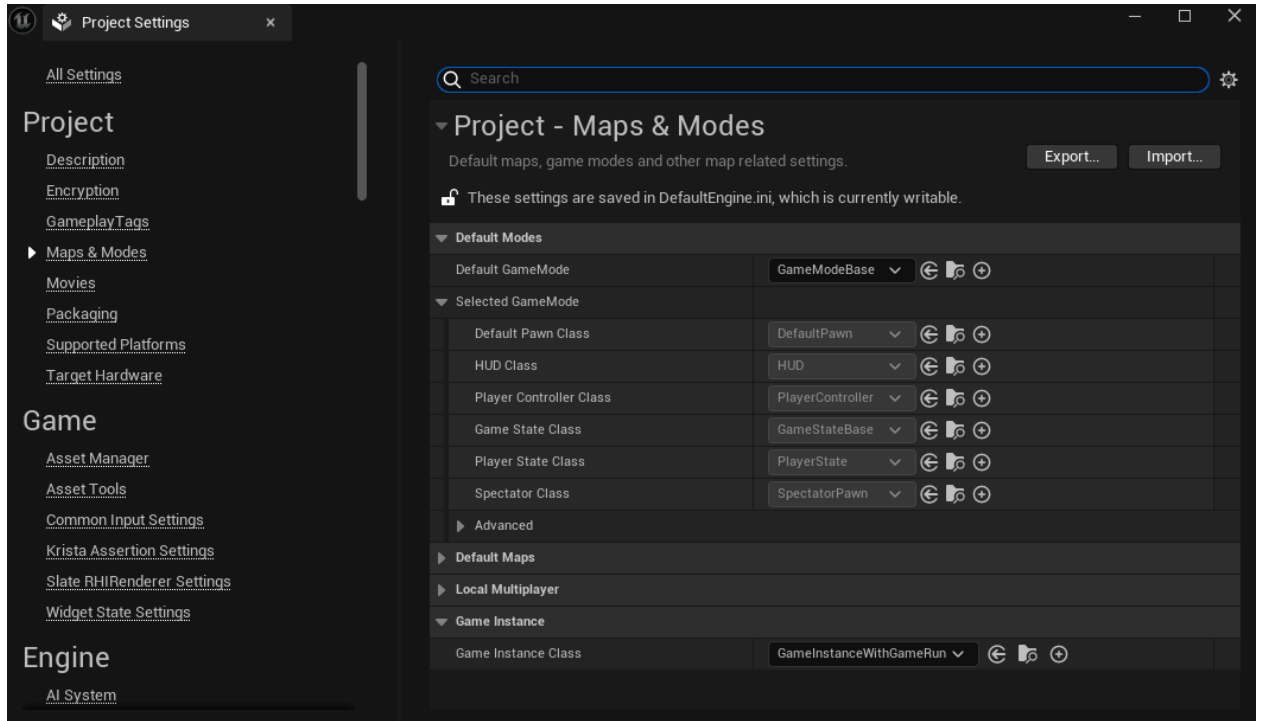 Project Settings
All Settings
Project
Description
Encryption
GameplayTags
Maps & Modes
Movies
Packaging
Supported Platforms
Target Hardware
Game
Asset Manager
Asset Tools
Common Input Settings
Krista Assertion Settings
Slate RHIRenderer Settings
Widget State Settings
Engine
AI System
Search
Project - Maps & Modes
Default maps, game modes and other map related settings.
Export...
Import...
These settings are saved in DefaultEngine.ini, which is currently writable.
Default Modes
Default GameMode GameModeBase
Selected GameMode
Default Pawn Class DefaultPawn
HUD Class HUD
Player Controller Class PlayerController
Game State Class GameStateBase
Player State Class PlayerState
Spectator Class SpectatorPawn
Advanced
Default Maps
Local Multiplayer
Game Instance
Game Instance Class GameInstanceWithGameRun